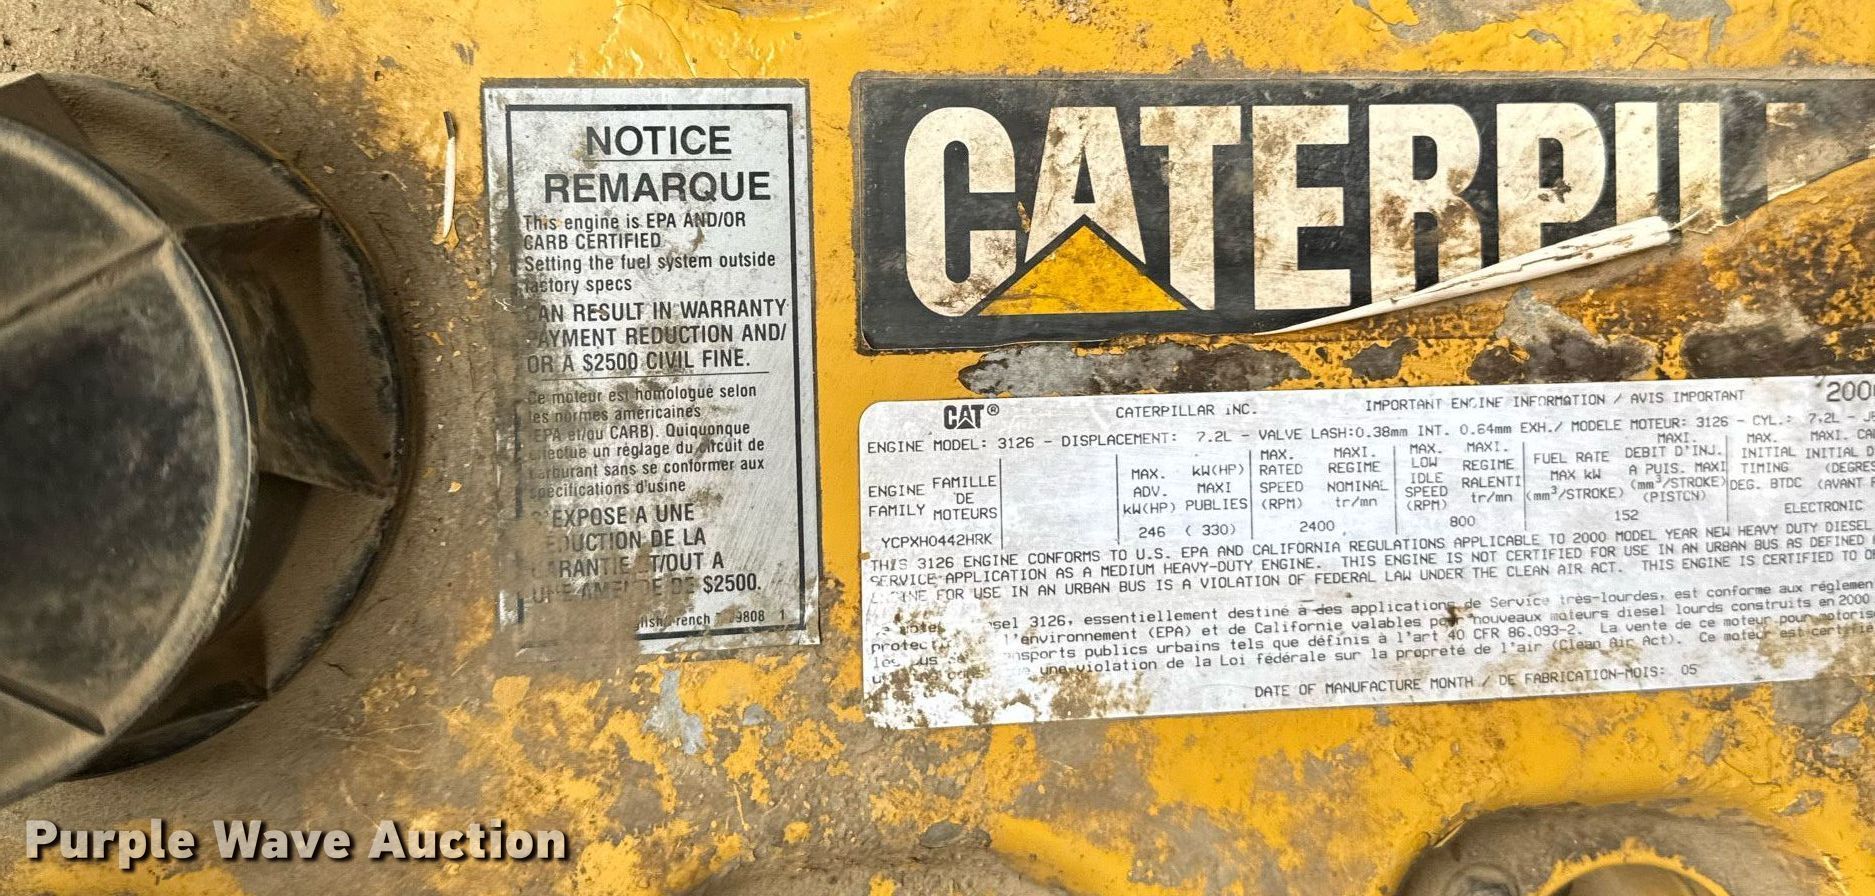 NOTICE
REMARQUE
This engine is EPA AND/OR
CARB CERTIFIED
Setting the fuel system outside
factory specs
CAN RESULT IN WARRANTY
PAYMENT REDUCTION AND/
OR A $2500 CIVIL FINE.
Ce moteur est homologué selon
les normes américaines
(EPA et/ou CARB). Quiquonque
effectue un réglage du circuit de
carburant sans se conformer aux
spécifications d'usine
S'EXPOSE A UNE
DE LA
ET/OUT A
UNE AMENDE DE $2500.
1
CATERPILL
CAT®
CATERPILLAR INC.
IMPORTANT ENGINE INFORMATION / AVIS IMPORTANT
200
ENGINE MODEL: 3126 - DISPLACEMENT: 7.2L - VALVE LASH:0.38mm INT. 0.64mm EXH./ MODELE MOTEUR: 3126 - CYL.: 7,2L -
ENGINE FAMILY
FAMILLE DE MOTEURS
MAX. ADV. kW(HP)
kW(HP) MAXI PUBLIES
MAX. RATED SPEED (RPM)
MAXI. REGIME NOMINAL tr/mn
MAX. LOW IDLE SPEED (RPM)
MAXI. REGIME RALENTI tr/mn
FUEL RATE MAX kW (mm³/STROKE)
MAXI. DEBIT D'INJ. A PUIS. MAXI (mm³/STROKE) (PISTON)
MAX. INITIAL TIMING DEG. BTDC
MAXI. INITIAL (AVANT
YCPXH0442HRK
246 ( 330)
2400
800
152
ELECTRONIC
THIS 3126 ENGINE CONFORMS TO U.S. EPA AND CALIFORNIA REGULATIONS APPLICABLE TO 2000 MODEL YEAR NEW HEAVY DUTY DIESEL
SERVICE APPLICATION AS A MEDIUM HEAVY-DUTY ENGINE. THIS ENGINE IS NOT CERTIFIED FOR USE IN AN URBAN BUS AS DEFINED
ENGINE FOR USE IN AN URBAN BUS IS A VIOLATION OF FEDERAL LAW UNDER THE CLEAN AIR ACT. THIS ENGINE IS CERTIFIED TO
3126, essentiellement destiné à des applications de Service très-lourdes, est conforme aux
l'environnement (EPA) et de Californie valables pour nouveaux moteurs diesel lourds construits en 2000
publics urbains tels que définis à l'art 40 CFR 86.093-2. La vente de ce moteur pour
une violation de la Loi fédérale sur la propreté de l'air (Clean Air Act). Ce moteur est
DATE OF MANUFACTURE MONTH / DE FABRICATION-MOIS: 05
Purple Wave Auction